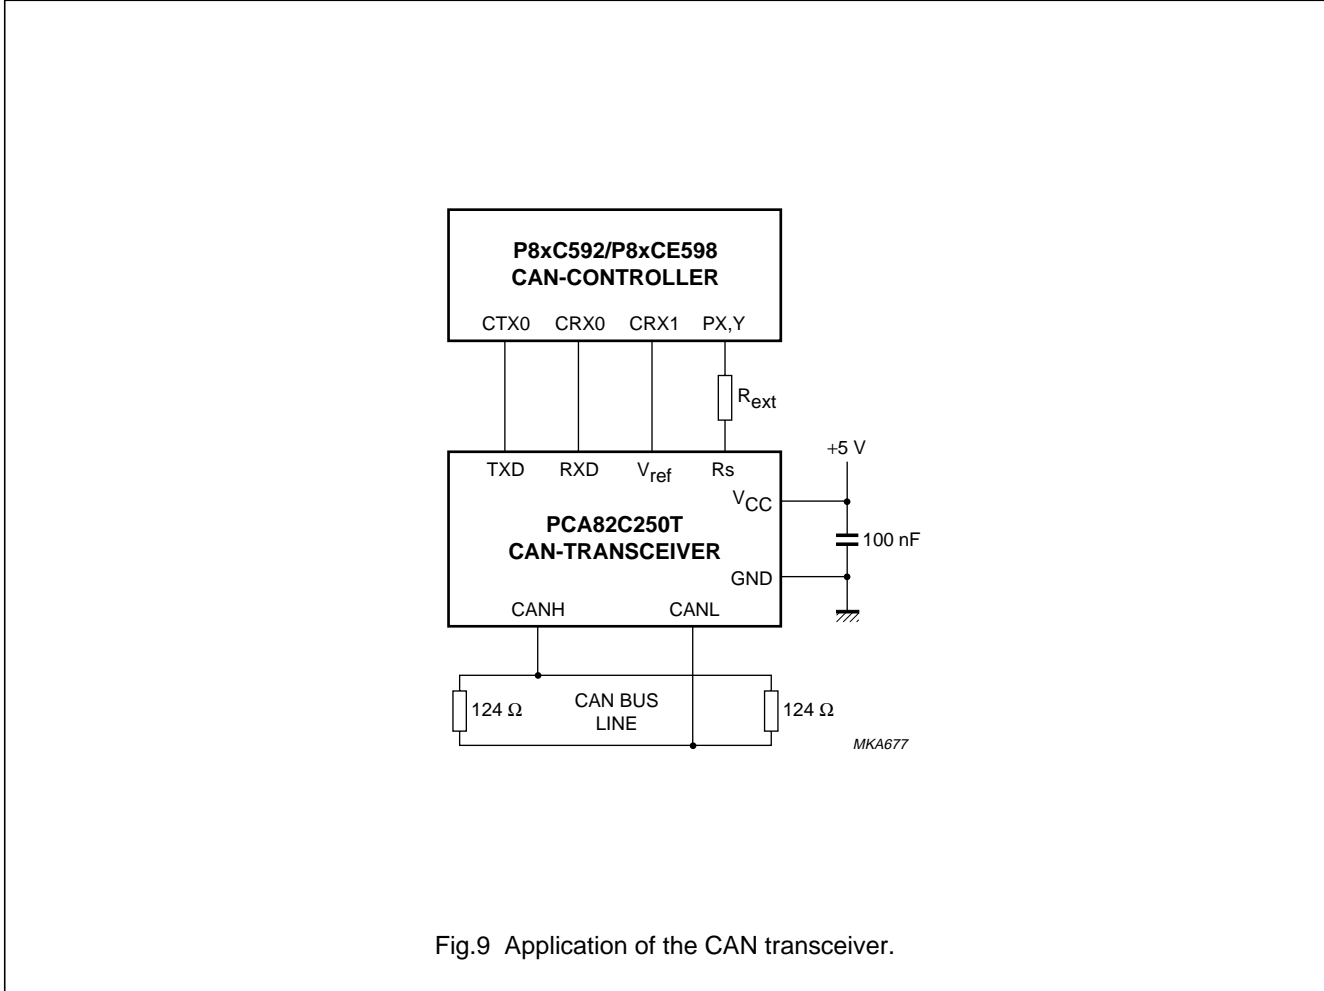 P8xC592/P8xCE598
CAN-CONTROLLER
CTX0 CRX0 CRX1 PX,Y
Rext
+5 V
TXD RXD Vref Rs
VCC
PCA82C250T
CAN-TRANSCEIVER
100 nF
GND
CANH CANL
124 Ω
CAN BUS
LINE
124 Ω
MKA677
Fig.9 Application of the CAN transceiver.